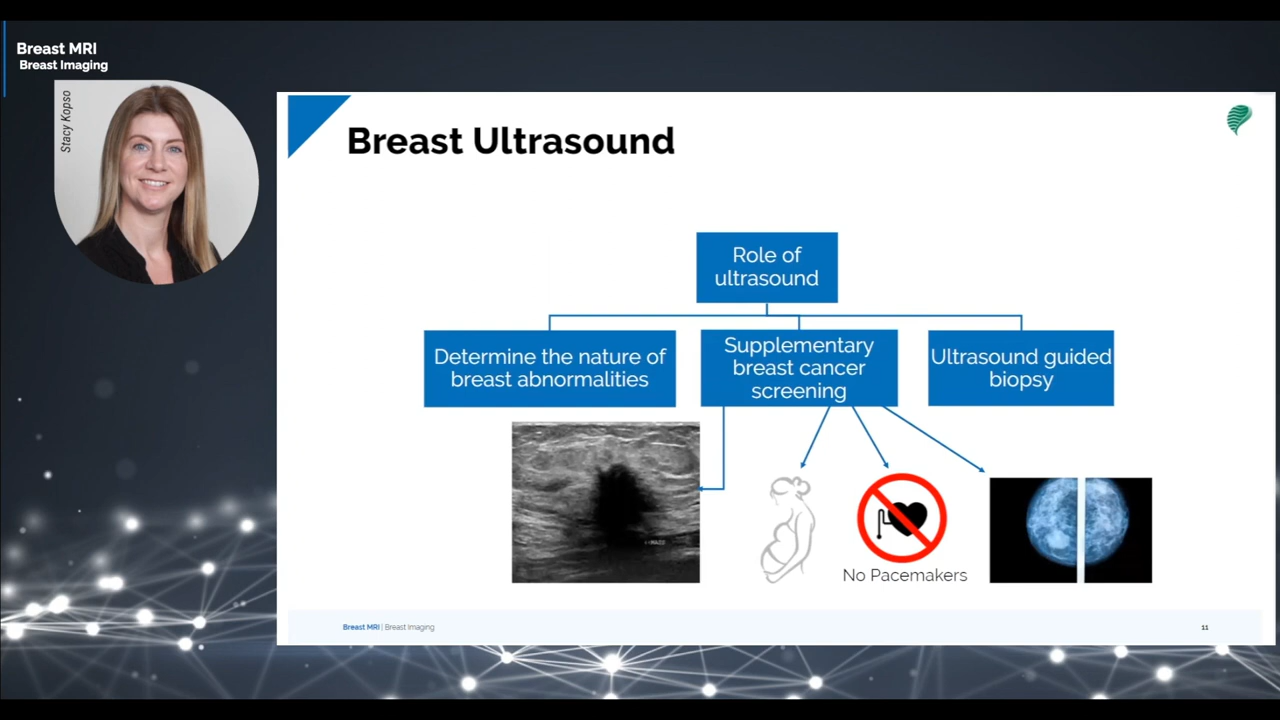 Breast MRI
Breast Imaging
Stacy Kopso
Breast Ultrasound
Role of
ultrasound
Determine the nature of
breast abnormalities
Supplementary
breast cancer
screening
Ultrasound guided
biopsy
No Pacemakers
Breast MRI | Breast Imaging
11